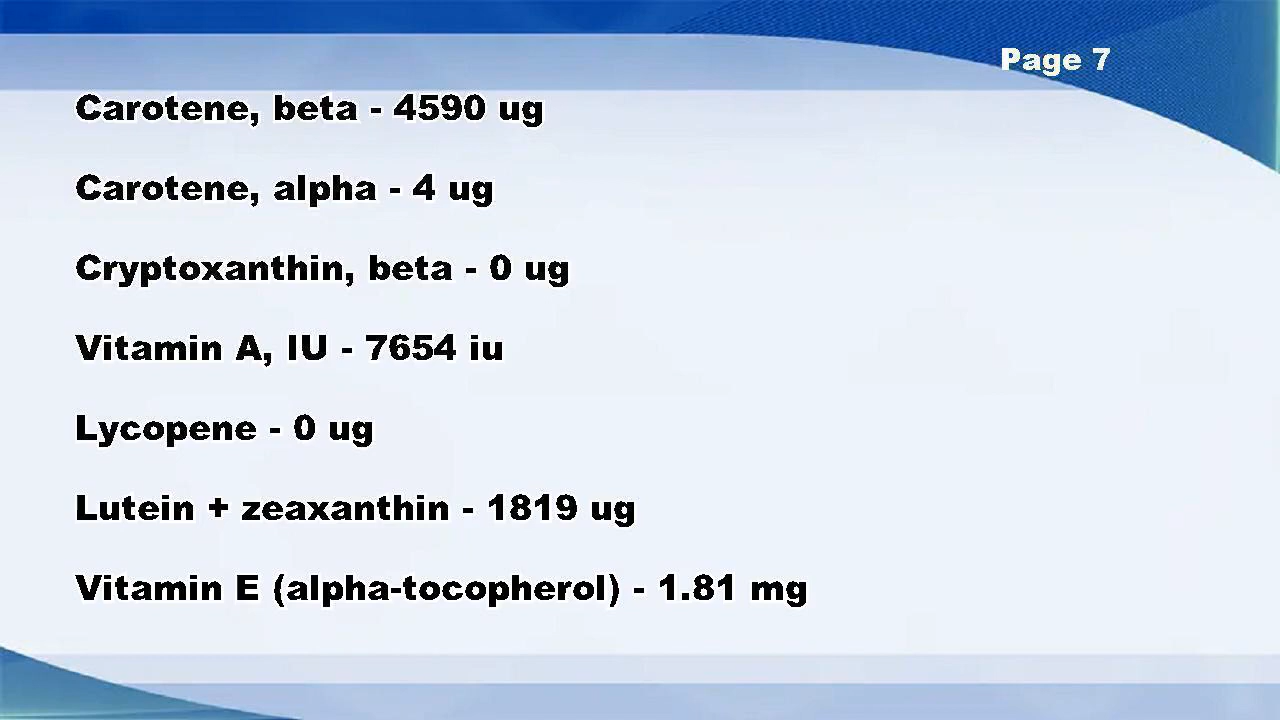 Page 7
Carotene, beta - 4590 ug
Carotene, alpha - 4 ug
Cryptoxanthin, beta - 0 ug
Vitamin A, IU - 7654 iu
Lycopene - 0 ug
Lutein + zeaxanthin - 1819 ug
Vitamin E (alpha-tocopherol) - 1.81 mg